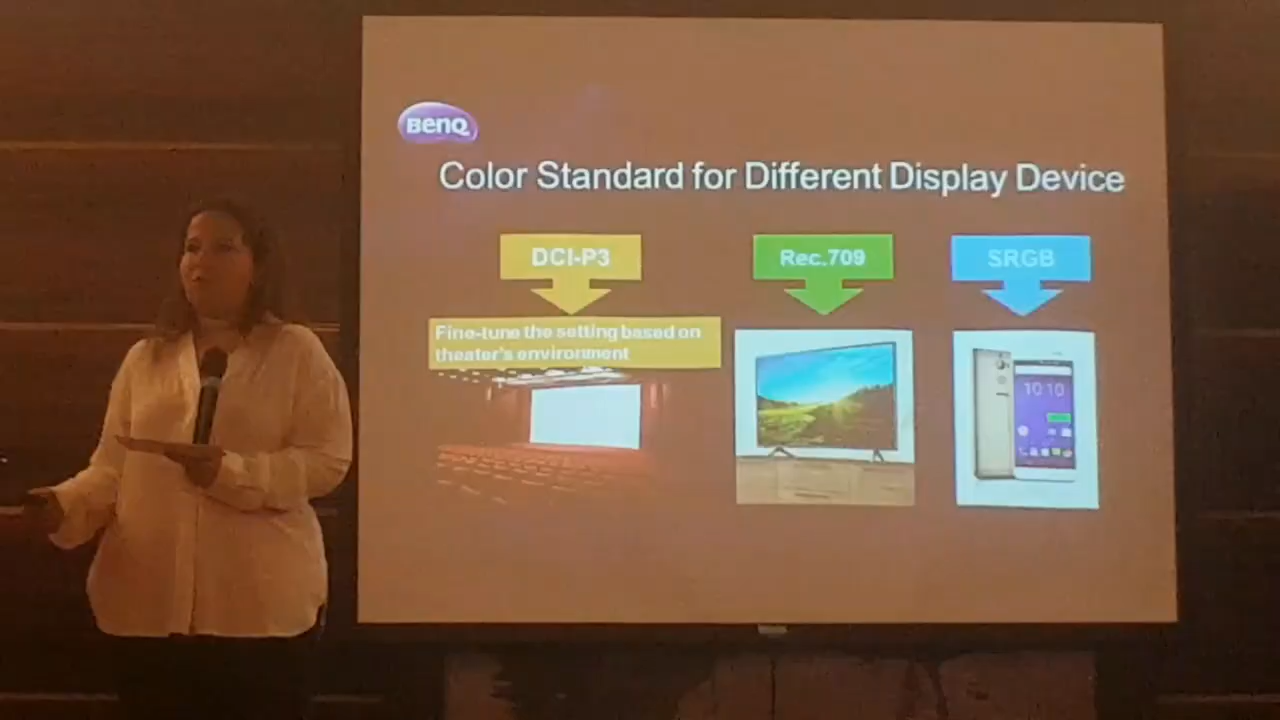 BenQ
Color Standard for Different Display Device
DCI-P3
Rec.709
SRGB
Fine-tune the setting based on
theater's environment
10:10